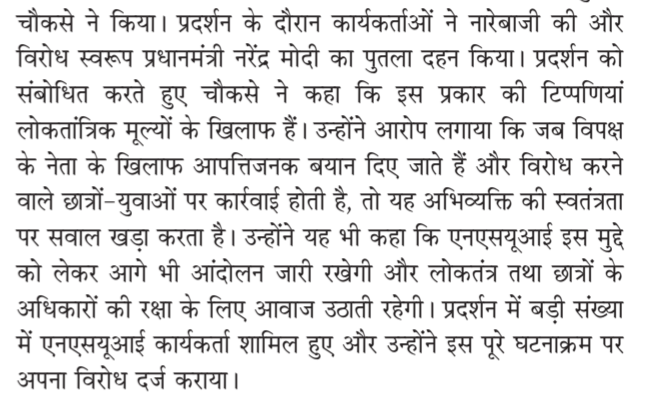 चौकसे ने किया। प्रदर्शन के दौरान कार्यकर्ताओं ने नारेबाजी की और
विरोध स्वरूप प्रधानमंत्री नरेंद्र मोदी का पुतला दहन किया। प्रदर्शन को
संबोधित करते हुए चौकसे ने कहा कि इस प्रकार की टिप्पणियां
लोकतांत्रिक मूल्यों के खिलाफ हैं। उन्होंने आरोप लगाया कि जब विपक्ष
के नेता के खिलाफ आपत्तिजनक बयान दिए जाते हैं और विरोध करने
वाले छात्रों-युवाओं पर कार्रवाई होती है, तो यह अभिव्यक्ति की स्वतंत्रता
पर सवाल खड़ा करता है। उन्होंने यह भी कहा कि एनएसयूआई इस मुद्दे
को लेकर आगे भी आंदोलन जारी रखेगी और लोकतंत्र तथा छात्रों के
अधिकारों की रक्षा के लिए आवाज उठाती रहेगी। प्रदर्शन में बड़ी संख्या
में एनएसयूआई कार्यकर्ता शामिल हुए और उन्होंने इस पूरे घटनाक्रम पर
अपना विरोध दर्ज कराया।